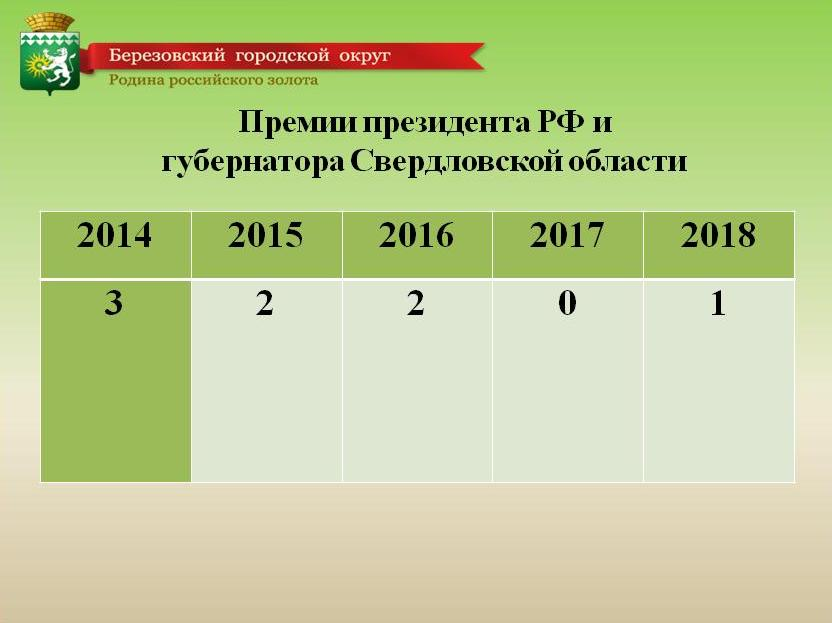 Березовский городской округ
Родина российского золота
Премии президента РФ и
губернатора Свердловской области
2014 2015 2016 2017 2018
3 2 2 0 1